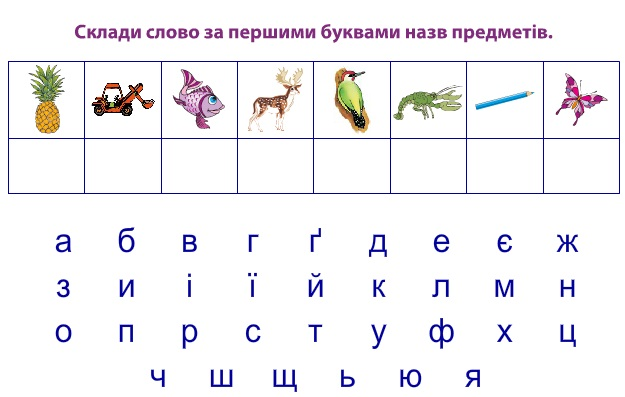 Склади слово за першими буквами назв предметів.
а б в г ґ д е є ж
з и і ї й к л м н
о п р с т у ф х ц
ч ш щ ь ю я